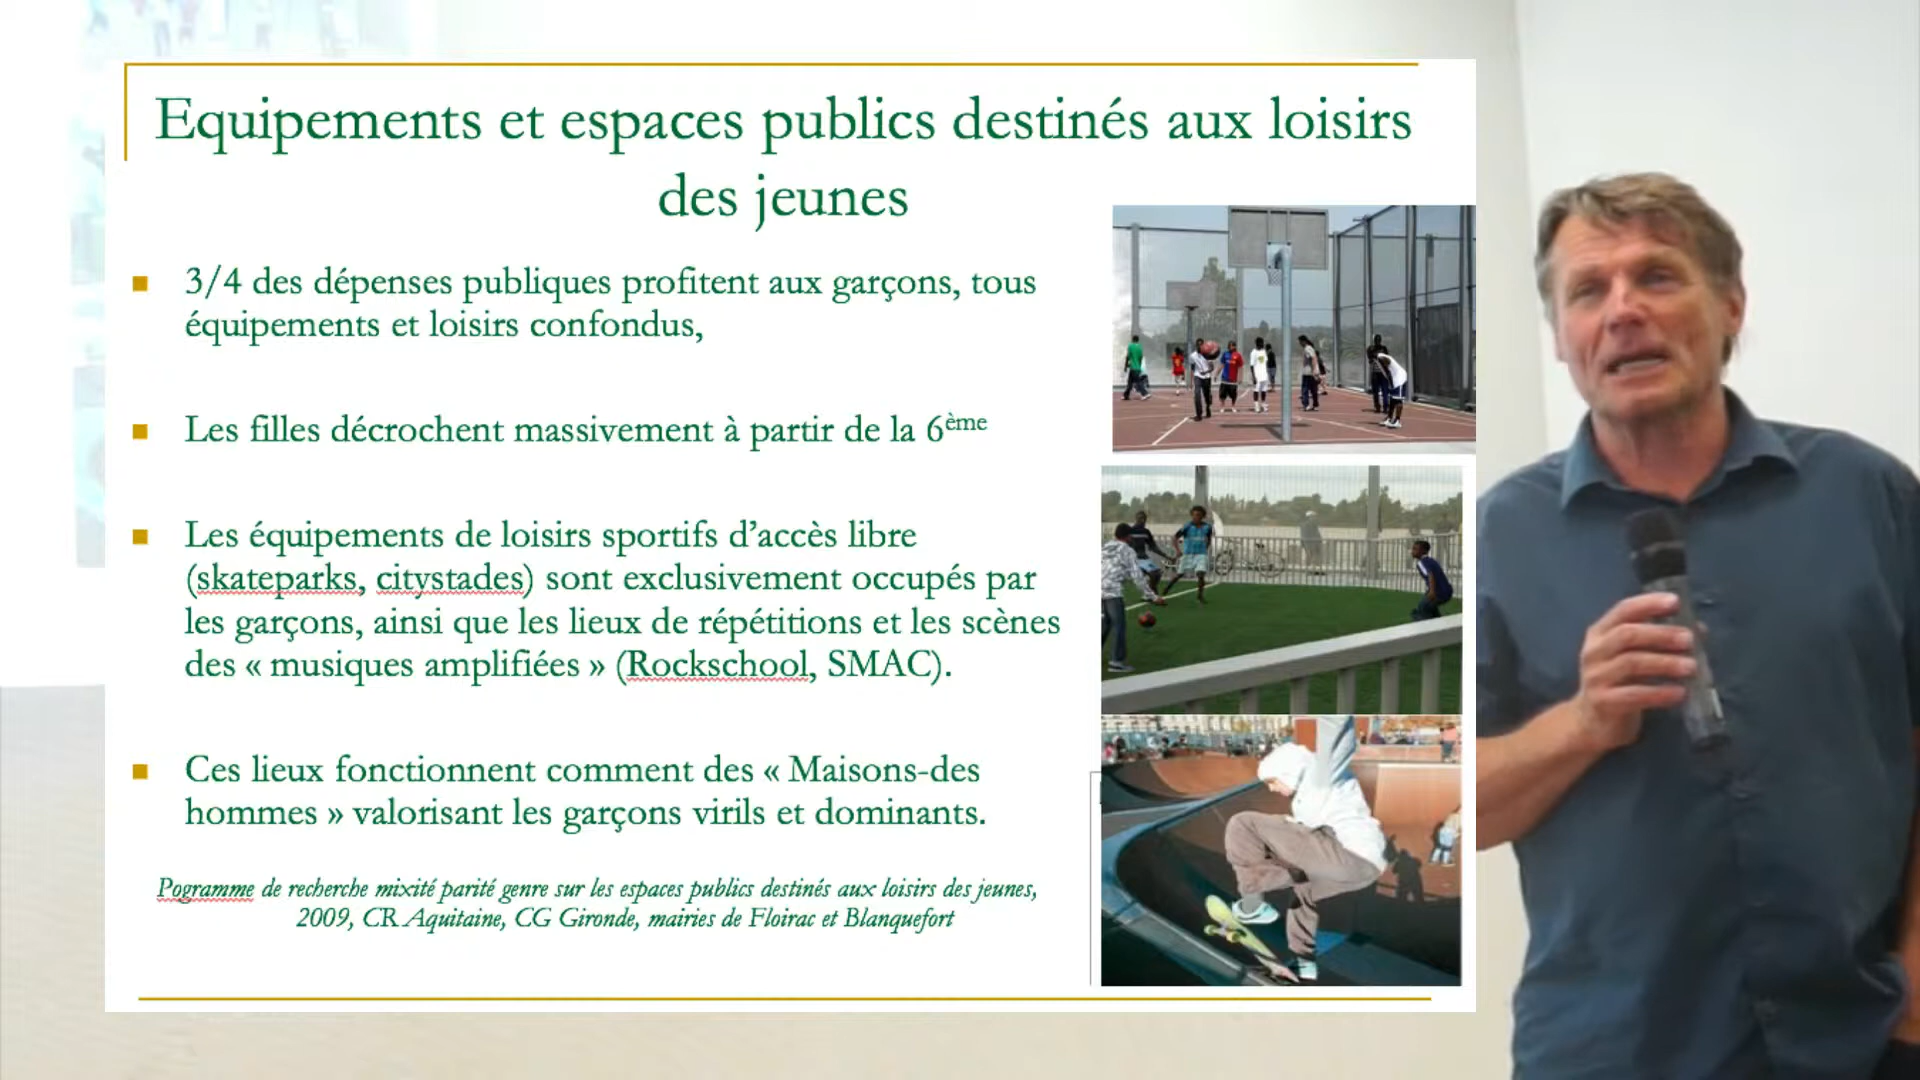 Equipements et espaces publics destinés aux loisirs
des jeunes
3/4 des dépenses publiques profitent aux garçons, tous
équipements et loisirs confondus,
Les filles décrochent massivement à partir de la 6ème
Les équipements de loisirs sportifs d’accès libre
(skateparks, citystades) sont exclusivement occupés par
les garçons, ainsi que les lieux de répétitions et les scènes
des « musiques amplifiées » (Rockschool, SMAC).
Ces lieux fonctionnent comment des « Maisons-des
hommes » valorisant les garçons virils et dominants.
Pogramme de recherche mixité parité genre sur les espaces publics destinés aux loisirs des jeunes,
2009, CR Aquitaine, CG Gironde, mairies de Floirac et Blanquefort